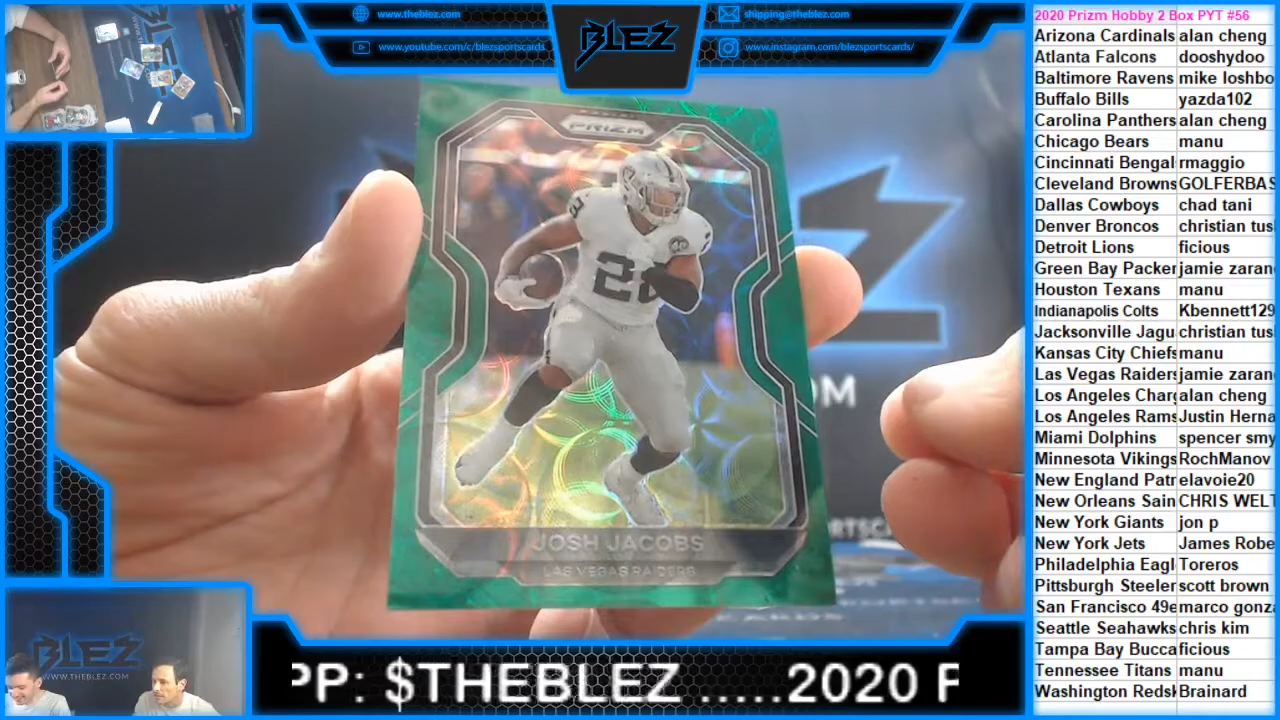 www.theblez.com
shipping@theblez.com
www.youtube.com/c/blezsportscards
www.instagram.com/blezsportscards/
BLEZ
PRIZM
28
JOSH JACOBS
LAS VEGAS RAIDERS
BLEZ
WWW.THEBLEZ.COM
PP: $THEBLEZ .....2020 F
2020 Prizm Hobby 2 Box PYT #56
Arizona Cardinals alan cheng
Atlanta Falcons dooshydoo
Baltimore Ravens mike loshbo
Buffalo Bills yazda102
Carolina Panthers alan cheng
Chicago Bears manu
Cincinnati Bengal rmaggio
Cleveland Browns GOLFERBAS
Dallas Cowboys chad tani
Denver Broncos christian tus
Detroit Lions ficious
Green Bay Packer jamie zaran
Houston Texans manu
Indianapolis Colts Kbennett129
Jacksonville Jagu christian tus
Kansas City Chiefs manu
Las Vegas Raiders jamie zaran
Los Angeles Charg alan cheng
Los Angeles Rams Justin Herna
Miami Dolphins spencer smy
Minnesota Vikings RochManov
New England Patr elavoie20
New Orleans Sain CHRIS WELT
New York Giants jon p
New York Jets James Robe
Philadelphia Eagl Toreros
Pittsburgh Steeler scott brown
San Francisco 49e marco gonza
Seattle Seahawks chris kim
Tampa Bay Bucca ficious
Tennessee Titans manu
Washington Redsk Brainard